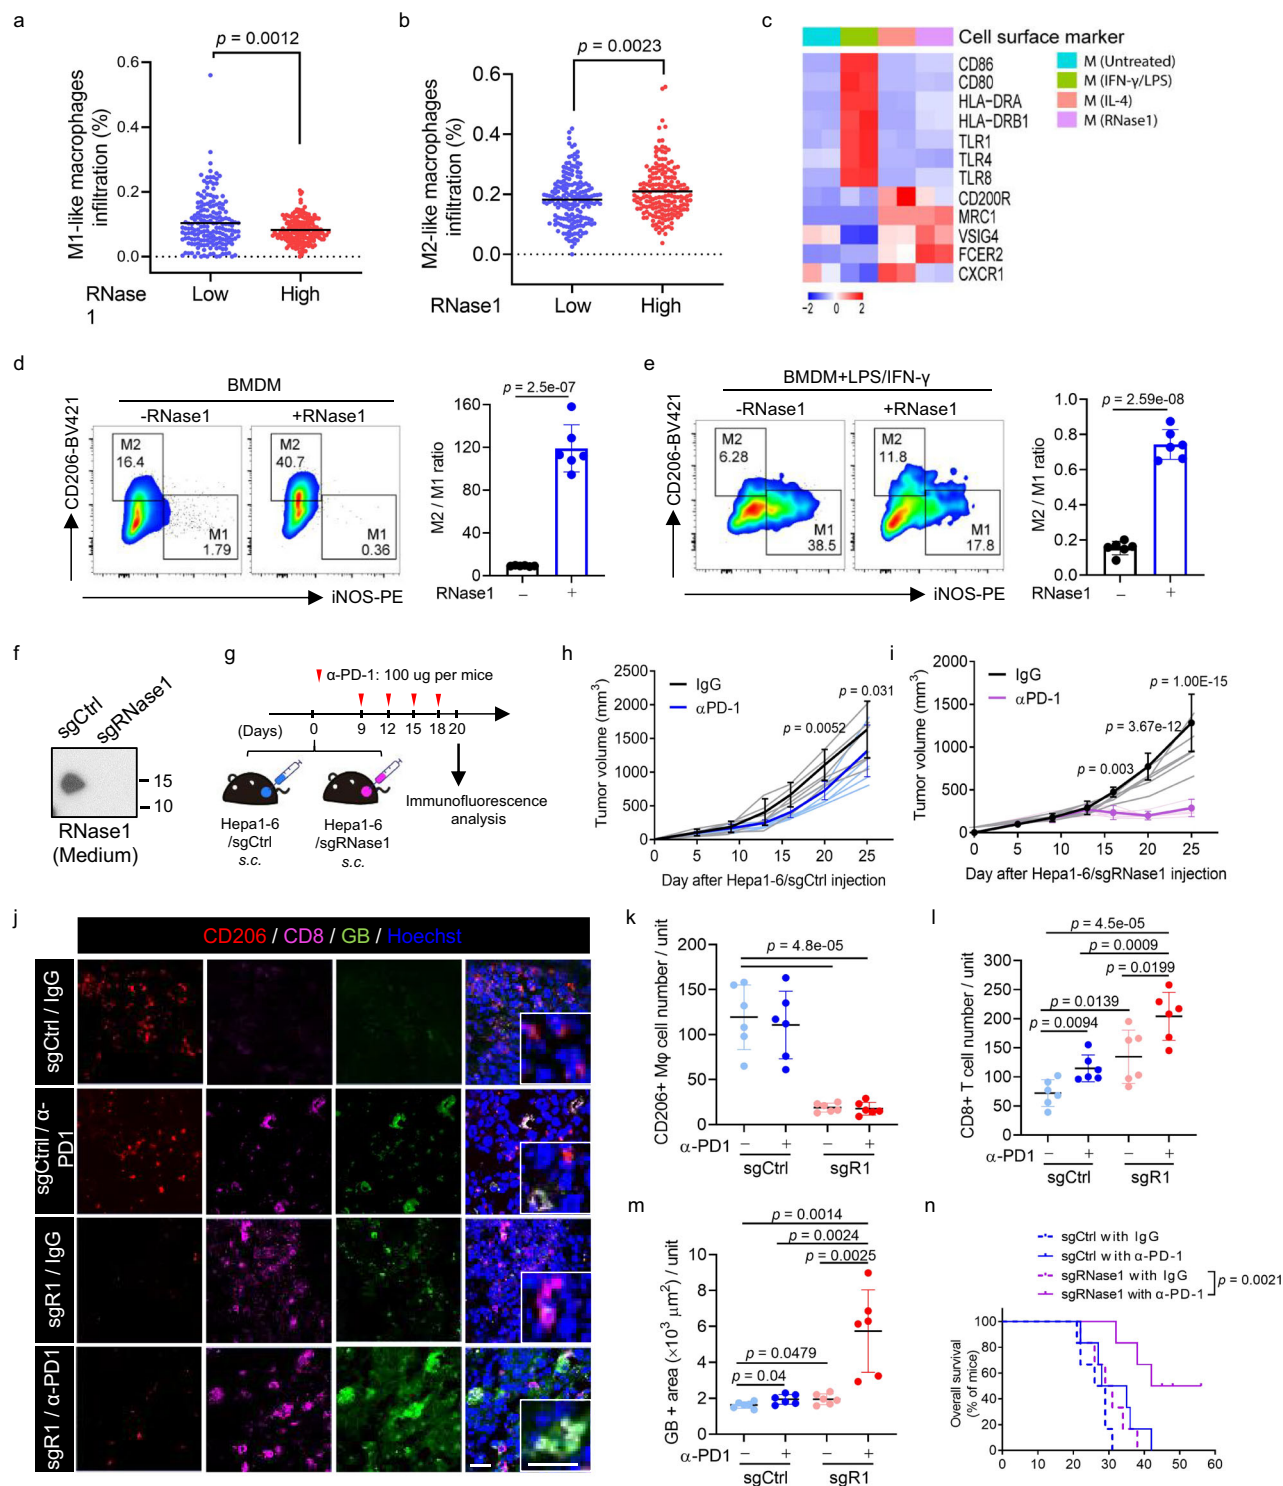 a
p = 0.0012
M1-like macrophages
infiltration (%)
0.6
0.4
0.2
0.0
RNase
1
Low
High
b
p = 0.0023
M2-like macrophages
infiltration (%)
0.6
0.4
0.2
0.0
RNase1
Low
High
c
Cell surface marker
CD86
CD80
HLA-DRA
HLA-DRB1
TLR1
TLR4
TLR8
CD200R
MRC1
VSIG4
FCER2
CXCR1
M (Untreated)
M (IFN-γ/LPS)
M (IL-4)
M (RNase1)
-2
0
2
d
BMDM
-RNase1
+RNase1
CD206-BV421
M2
16.4
M1
1.79
M2
40.7
M1
0.36
iNOS-PE
p = 2.5e-07
M2 / M1 ratio
160
120
80
40
0
RNase1
–
+
e
BMDM+LPS/IFN-γ
-RNase1
+RNase1
CD206-BV421
M2
6.28
M1
38.5
M2
11.8
M1
17.8
iNOS-PE
p = 2.59e-08
M2 / M1 ratio
1.0
0.8
0.6
0.4
0.2
0.0
RNase1
–
+
f
sgCtrl
sgRNase1
15
10
RNase1
(Medium)
g
α-PD-1: 100 ug per mice
(Days)
0
9
12
15
18
20
Hepa1-6
/sgCtrl
s.c.
Hepa1-6
/sgRNase1
s.c.
Immunofluorescence
analysis
h
Tumor volume (mm³)
2500
2000
1500
1000
500
0
IgG
αPD-1
p = 0.031
p = 0.0052
0 5 10 15 20 25
Day after Hepa1-6/sgCtrl injection
i
Tumor volume (mm³)
2000
1500
1000
500
0
IgG
αPD-1
p = 1.00E-15
p = 3.67e-12
p = 0.003
0 5 10 15 20 25
Day after Hepa1-6/sgRNase1 injection
j
CD206 / CD8 / GB / Hoechst
sgCtrl / IgG
sgCtril / α-
PD1
sgR1 / IgG
sgR1 / α-PD1
k
CD206+ Mφ cell number / unit
200
150
100
50
0
p = 4.8e-05
α-PD1
– + – +
sgCtrl
sgR1
l
CD8+ T cell number / unit
300
250
200
150
100
50
0
p = 4.5e-05
p = 0.0009
p = 0.0199
p = 0.0139
p = 0.0094
α-PD1
– + – +
sgCtrl
sgR1
m
GB + area (×10³ μm²) / unit
10
8
6
4
2
0
p = 0.0014
p = 0.0024
p = 0.0025
p = 0.0479
p = 0.04
α-PD1
– + – +
sgCtrl
sgR1
n
sgCtrl with IgG
sgCtrl with α-PD-1
sgRNase1 with IgG
sgRNase1 with α-PD-1
p = 0.0021
Overall survival
(% of mice)
100
80
60
40
20
0
0 10 20 30 40 50 60